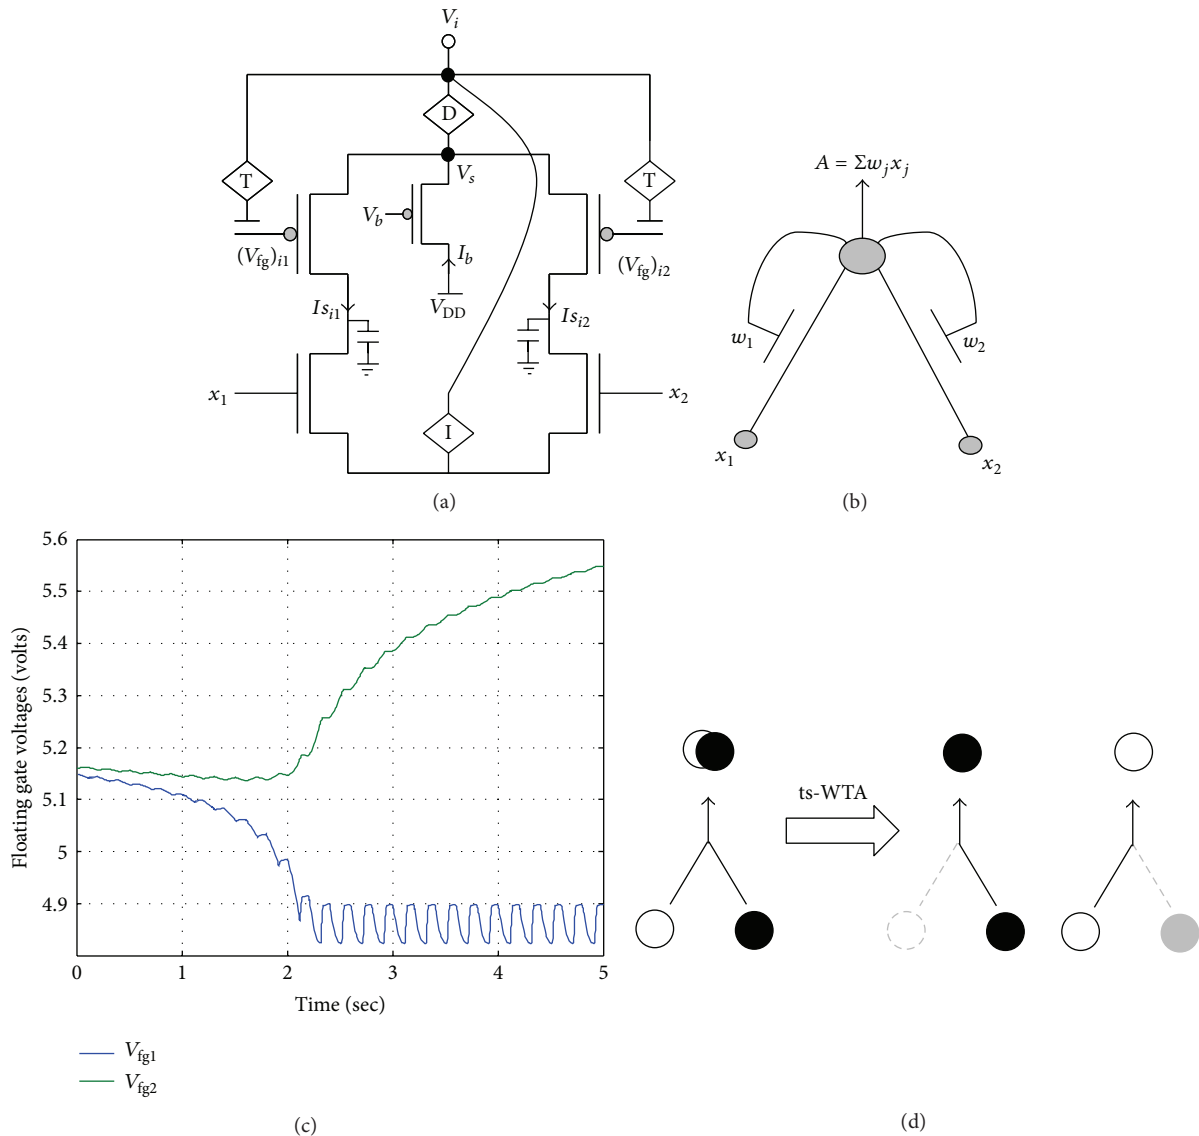 V_i
D
T
T
V_s
V_b
(V_fg)_i1
I_b
(V_fg)_i2
V_DD
Is_i1
Is_i2
x_1
x_2
I
(a)
A = Σw_jx_j
w_1
w_2
x_1
x_2
(b)
Floating gate voltages (volts)
5.6
5.5
5.4
5.3
5.2
5.1
5
4.9
0 1 2 3 4 5
Time (sec)
V_fg1
V_fg2
(c)
ts-WTA
(d)